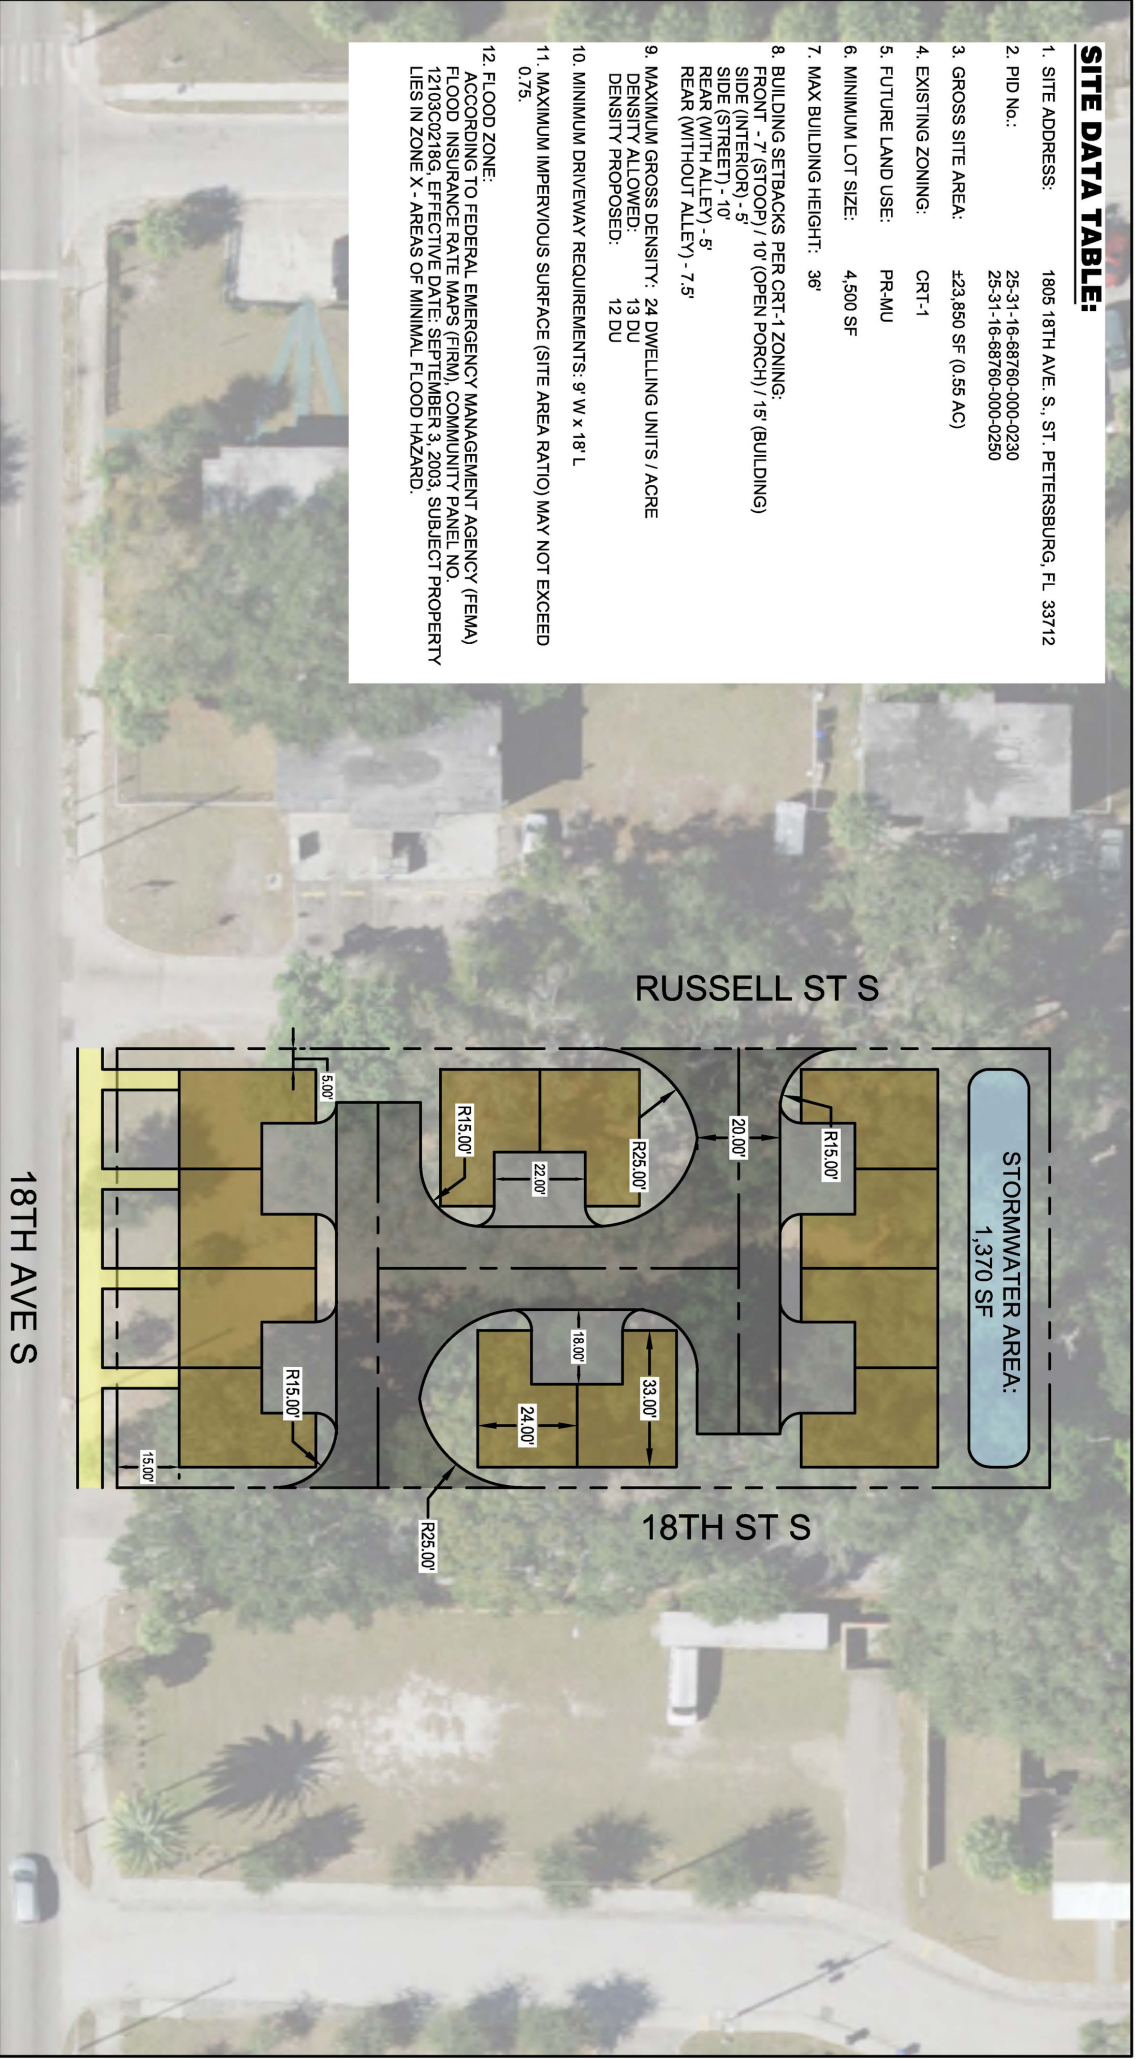 SITE DATA TABLE:
1. SITE ADDRESS: 1805 18TH AVE. S., ST. PETERSBURG, FL 33712
2. PID No.: 25-31-16-68760-000-0230
25-31-16-68760-000-0250
3. GROSS SITE AREA: ±23,850 SF (0.55 AC)
4. EXISTING ZONING: CRT-1
5. FUTURE LAND USE: PR-MU
6. MINIMUM LOT SIZE: 4,500 SF
7. MAX BUILDING HEIGHT: 36'
8. BUILDING SETBACKS PER CRT-1 ZONING:
FRONT - 7' (STOOP) / 10' (OPEN PORCH) / 15' (BUILDING)
SIDE (INTERIOR) - 5'
SIDE (STREET) - 10'
REAR (WITH ALLEY) - 5'
REAR (WITHOUT ALLEY) - 7.5'
9. MAXIMUM GROSS DENSITY: 24 DWELLING UNITS / ACRE
DENSITY ALLOWED: 13 DU
DENSITY PROPOSED: 12 DU
10. MINIMUM DRIVEWAY REQUIREMENTS: 9' W x 18' L
11. MAXIMUM IMPERVIOUS SURFACE (SITE AREA RATIO) MAY NOT EXCEED
0.75.
12. FLOOD ZONE:
ACCORDING TO FEDERAL EMERGENCY MANAGEMENT AGENCY (FEMA)
FLOOD INSURANCE RATE MAPS (FIRM), COMMUNITY PANEL NO.
12103C0218G, EFFECTIVE DATE: SEPTEMBER 3, 2003, SUBJECT PROPERTY
LIES IN ZONE X - AREAS OF MINIMAL FLOOD HAZARD.
RUSSELL ST S
STORMWATER AREA:
1,370 SF
R15.00'
20.00'
R25.00'
22.00'
R15.00'
5.00'
33.00'
18.00'
24.00'
R15.00'
15.00'
R25.00'
18TH ST S
18TH AVE S